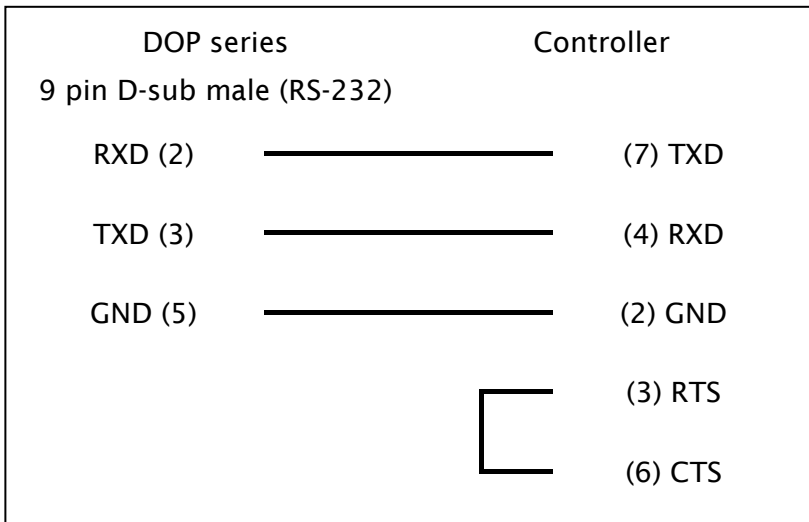 DOP series Controller
9 pin D-sub male (RS-232)
RXD (2) (7) TXD
TXD (3) (4) RXD
GND (5) (2) GND
(3) RTS
(6) CTS